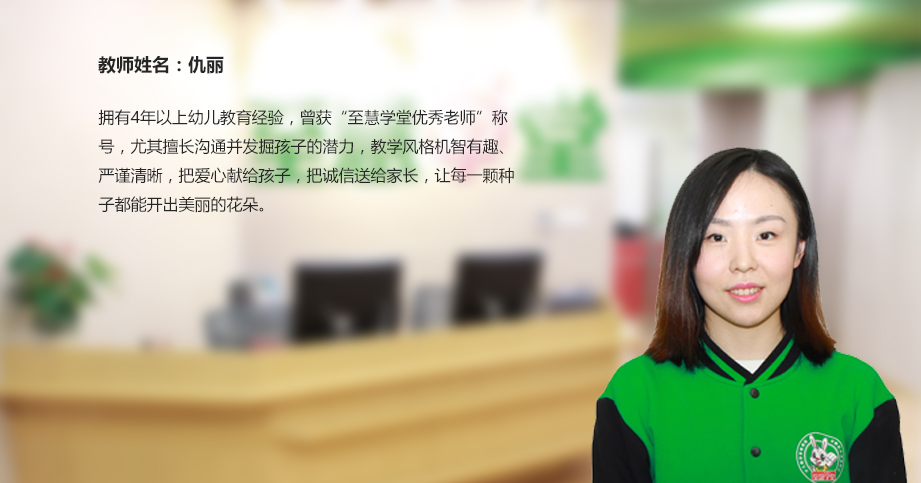 教师姓名：仇丽
拥有4年以上幼儿教育经验，曾获“至慧学堂优秀老师”称
号，尤其擅长沟通并发掘孩子的潜力，教学风格机智有趣、
严谨清晰，把爱心献给孩子，把诚信送给家长，让每一颗种
子都能开出美丽的花朵。